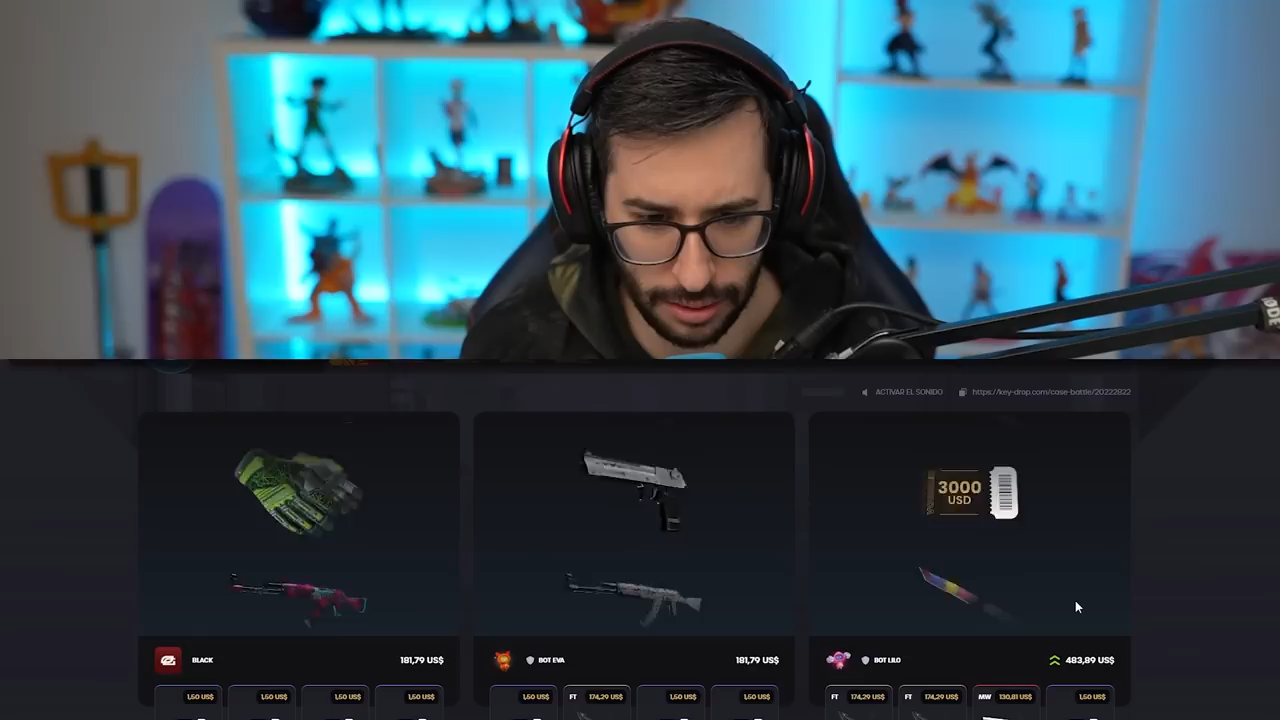 ACTIVAR EL SONIDO
https://key-drop.com/case-battle/20222822
3000
USD
BLACK
181,79 US$
BOT EVA
181,79 US$
BOT LILO
483,89 US$
1,50 US$
1,50 US$
1,50 US$
1,50 US$
1,50 US$
FT 174,29 US$
1,50 US$
1,50 US$
FT 174,29 US$
FT 174,29 US$
MW 130,81 US$
1,50 US$